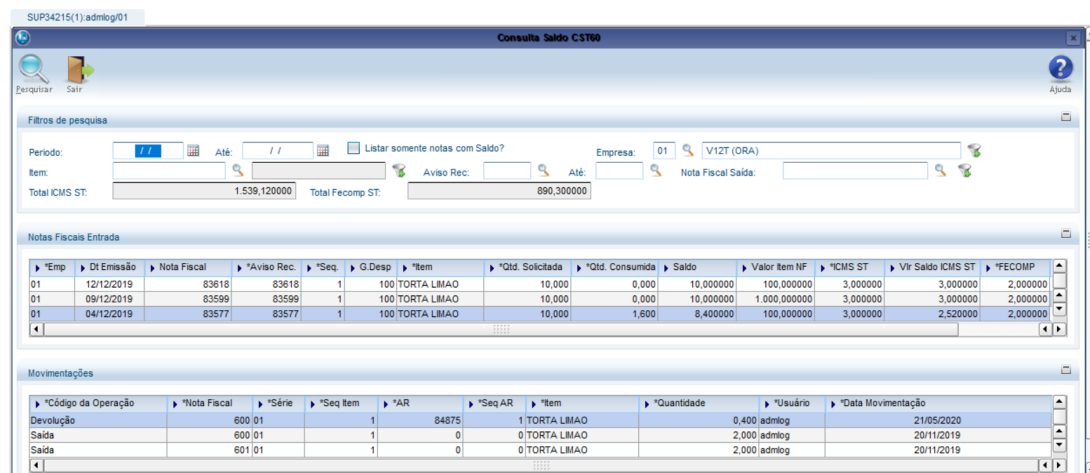 SUP34215(1):admlog/01
Consulta Saldo CST60
Pesquisar Sair Ajuda
Filtros de pesquisa
Periodo: / / Até: / / Listar somente notas com Saldo? Empresa: 01 V12T (ORA)
Item: Aviso Rec: Até: Nota Fiscal Saída:
Total ICMS ST: 1.539,120000 Total Fecomp ST: 890,300000
Notas Fiscais Entrada
*Emp Dt Emissão Nota Fiscal *Aviso Rec. *Seq. G.Desp *Item *Qtd. Solicitada *Qtd. Consumida Saldo Valor Item NF *ICMS ST Vlr Saldo ICMS ST *FECOMP
01 12/12/2019 83618 83618 1 100 TORTA LIMAO 10,000 0,000 10,000000 100,000000 3,000000 3,000000 2,000000
01 09/12/2019 83599 83599 1 100 TORTA LIMAO 10,000 0,000 10,000000 1.000,000000 3,000000 3,000000 2,000000
01 04/12/2019 83577 83577 1 100 TORTA LIMAO 10,000 1,600 8,400000 100,000000 3,000000 2,520000 2,000000
Movimentações
*Código da Operação *Nota Fiscal *Série *Seq Item *AR *Seq AR *Item *Quantidade *Usuário *Data Movimentação
Devolução 600 01 1 84875 1 TORTA LIMAO 0,400 admlog 21/05/2020
Saída 600 01 1 0 0 TORTA LIMAO 2,000 admlog 20/11/2019
Saída 601 01 1 0 0 TORTA LIMAO 2,000 admlog 20/11/2019